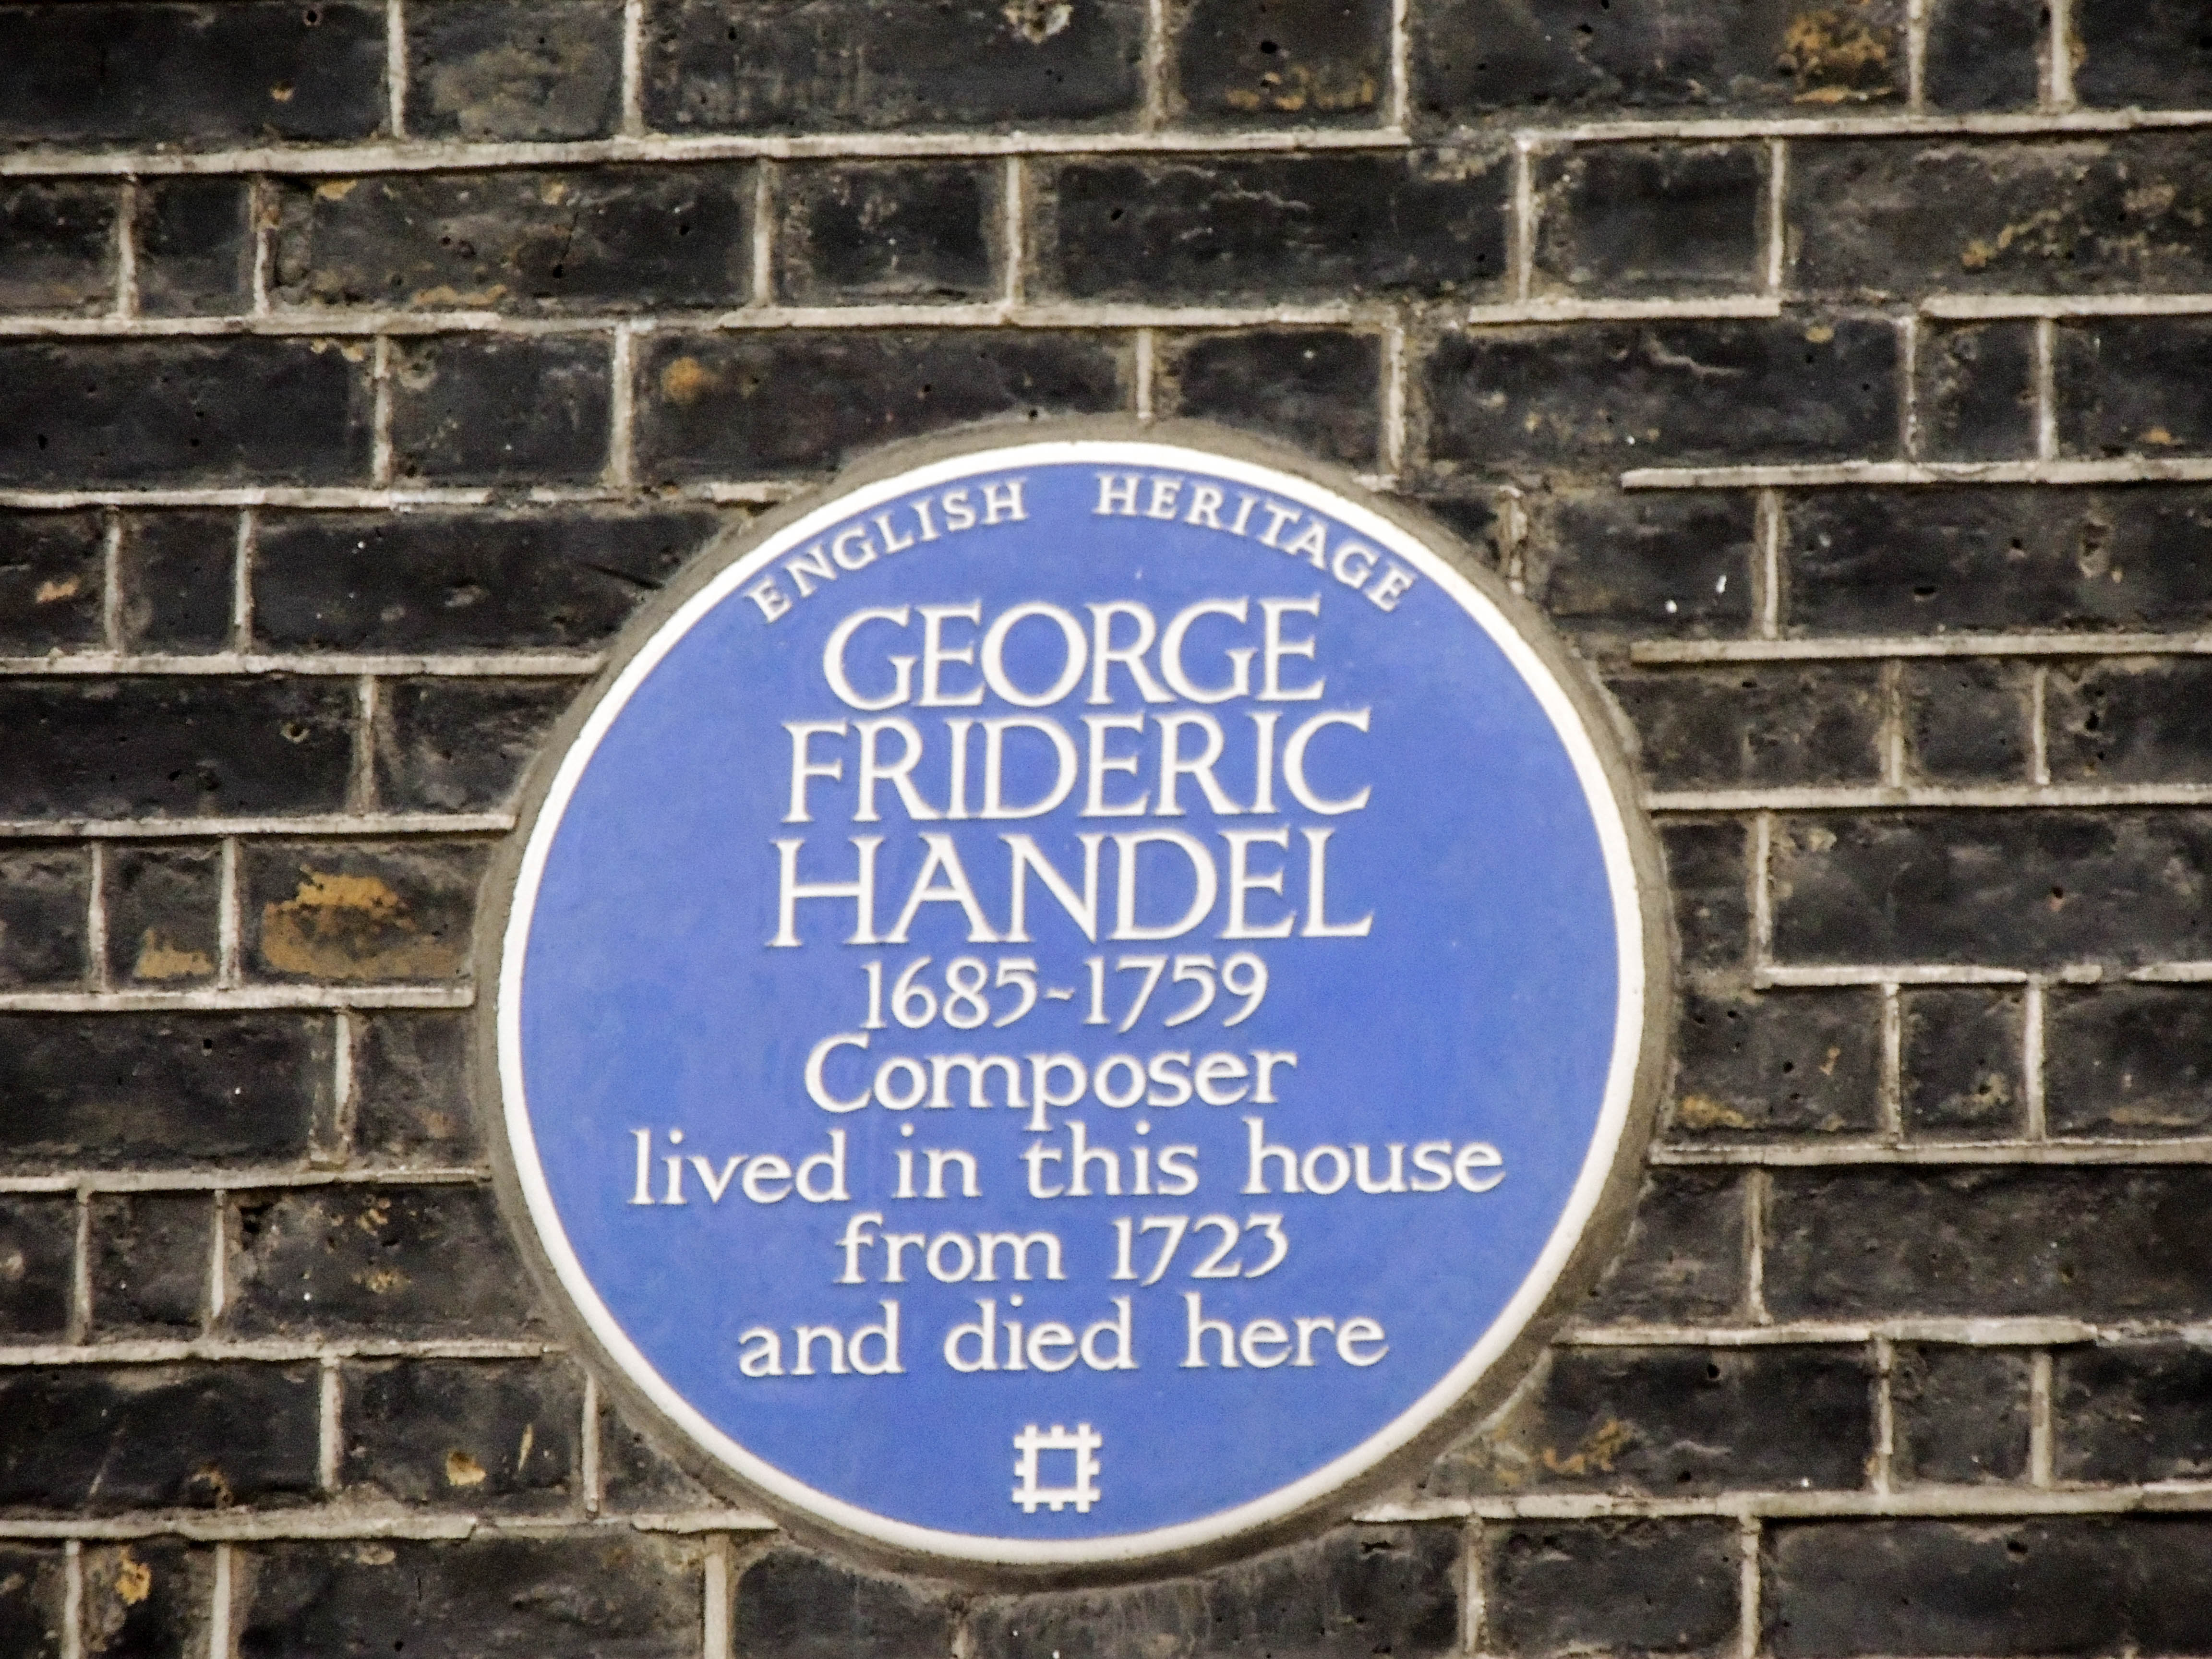 ENGLISH HERITAGE
GEORGE
FRIDERIC
HANDEL
1685-1759
Composer
lived in this house
from 1723
and died here